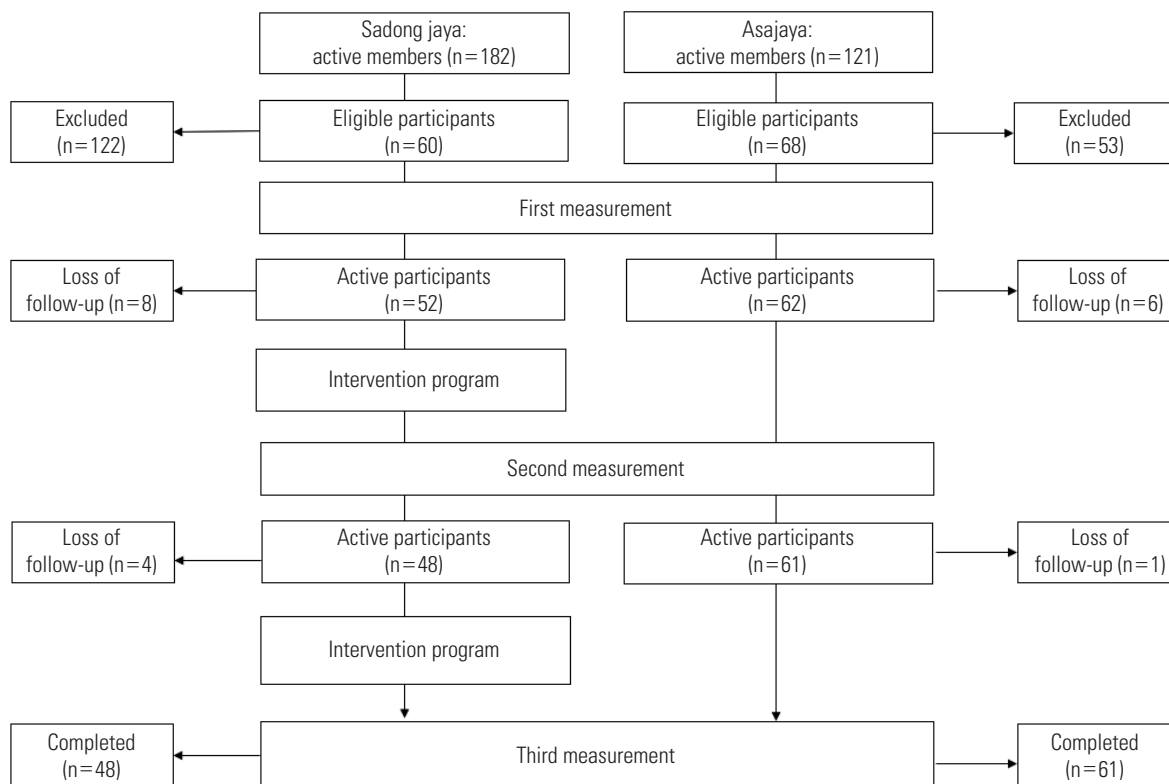 Sadong jaya:
active members (n=182)
Asajaya:
active members (n=121)
Excluded
(n=122)
Eligible participants
(n=60)
Eligible participants
(n=68)
Excluded
(n=53)
First measurement
Loss of
follow-up (n=8)
Active participants
(n=52)
Active participants
(n=62)
Loss of
follow-up (n=6)
Intervention program
Second measurement
Loss of
follow-up (n=4)
Active participants
(n=48)
Active participants
(n=61)
Loss of
follow-up (n=1)
Intervention program
Completed
(n=48)
Third measurement
Completed
(n=61)